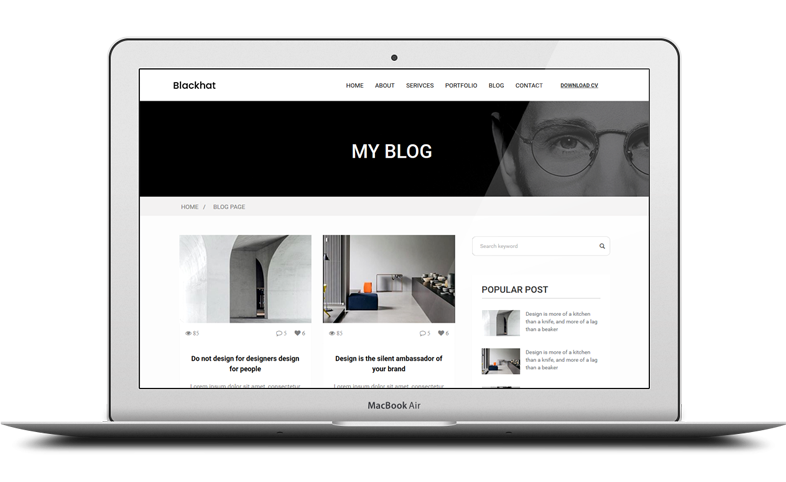 Blackhat
HOME ABOUT SERIVCES PORTFOLIO BLOG CONTACT DOWNLOAD CV
MY BLOG
HOME / BLOG PAGE
Search keyword
85 5 6
85 5 6
Do not design for designers design
for people
Lorem ipsum dolor sit amet, consectetur
Design is the silent ambassador of
your brand
Lorem ipsum dolor sit amet, consectetur
POPULAR POST
Design is more of a kitchen
than a knife, and more of a lag
than a beaker
Design is more of a kitchen
than a knife, and more of a lag
than a beaker
MacBook Air